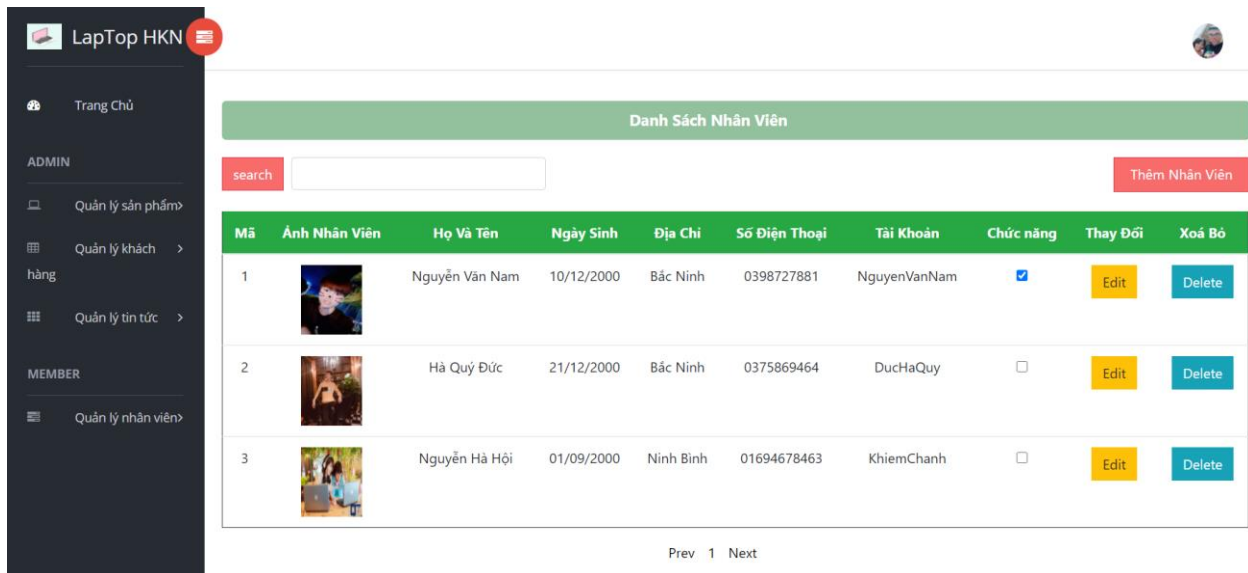 LapTop HKN
Trang Chủ
ADMIN
Quản lý sản phẩm
Quản lý khách hàng
Quản lý tin tức
MEMBER
Quản lý nhân viên
Danh Sách Nhân Viên
search
Thêm Nhân Viên
Mã Ảnh Nhân Viên Họ Và Tên Ngày Sinh Địa Chỉ Số Điện Thoại Tài Khoản Chức năng Thay Đổi Xoá Bỏ
1 Nguyễn Văn Nam 10/12/2000 Bắc Ninh 0398727881 NguyenVanNam Edit Delete
2 Hà Quý Đức 21/12/2000 Bắc Ninh 0375869464 DucHaQuy Edit Delete
3 Nguyễn Hà Hội 01/09/2000 Ninh Bình 01694678463 KhiemChanh Edit Delete
Prev 1 Next